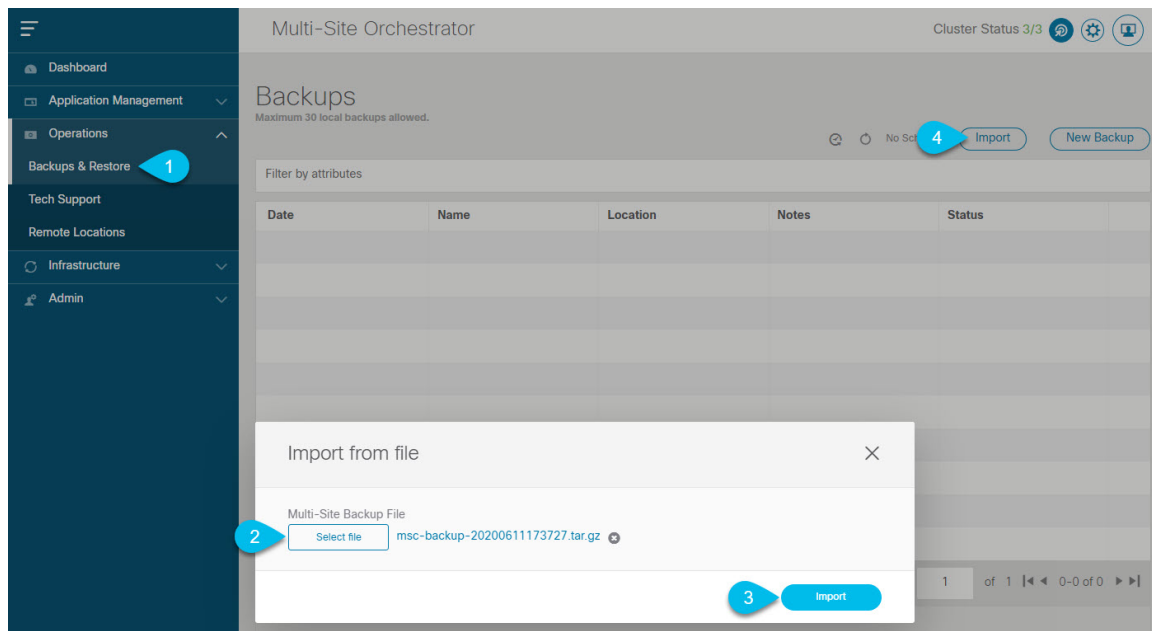 Multi-Site Orchestrator
Cluster Status 3/3
Dashboard
Application Management
Operations
Backups & Restore
1
Tech Support
Remote Locations
Infrastructure
Admin
Backups
Maximum 30 local backups allowed.
No Sch
4
Import
New Backup
Filter by attributes
Date Name Location Notes Status
Import from file
Multi-Site Backup File
2
Select file
msc-backup-20200611173727.tar.gz
3
Import
1 of 1 0-0 of 0